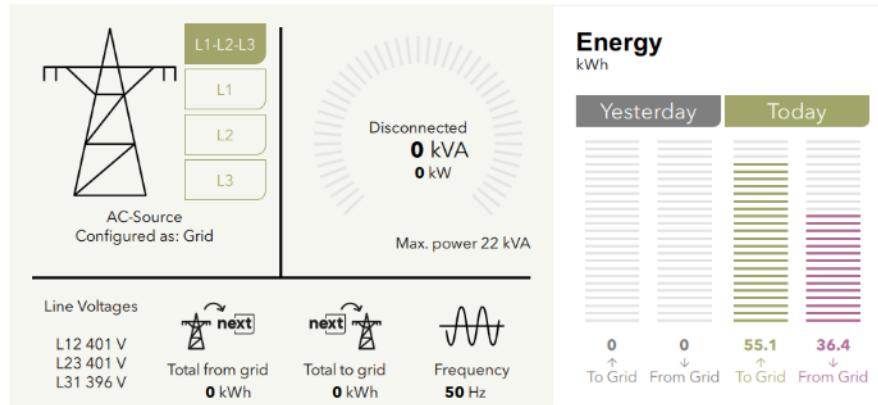 L1-L2-L3
L1
L2
L3
AC-Source
Configured as: Grid
Disconnected
0 kVA
0 kW
Max. power 22 kVA
Line Voltages
L12 401 V
L23 401 V
L31 396 V
next
Total from grid
0 kWh
next
Total to grid
0 kWh
Frequency
50 Hz
Energy
kWh
Yesterday Today
0 0 55.1 36.4
↑ ↓ ↑ ↓
To Grid From Grid To Grid From Grid